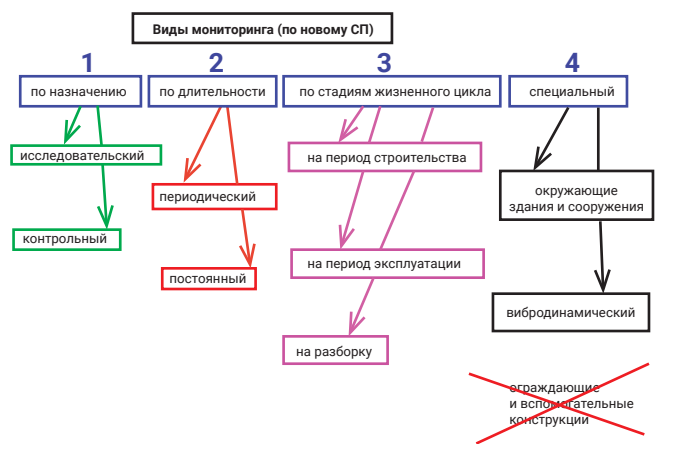 Виды мониторинга (по новому СП)
1
2
3
4
по назначению
по длительности
по стадиям жизненного цикла
специальный
исследовательский
контрольный
периодический
постоянный
на период строительства
на период эксплуатации
на разборку
окружающие
здания и сооружения
вибродинамический
ограждающие
и вспомогательные
конструкции